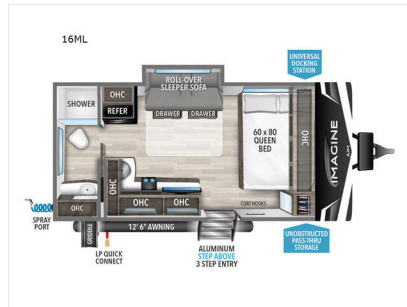 16ML
UNIVERSAL
DOCKING
STATION
ROLL-OVER
SLEEPER SOFA
SHOWER
OHC
REFER
DRAWER
DRAWER
60 x 80
QUEEN
BED
OHC
IMAGINE
OHC
OHC
OHC
OHC
COAT HOOKS
SPRAY
PORT
GRIDDLE
12' 6" AWNING
LP QUICK
CONNECT
ALUMINUM
STEP ABOVE
3 STEP ENTRY
UNOBSTRUCTED
PASS-THRU
STORAGE